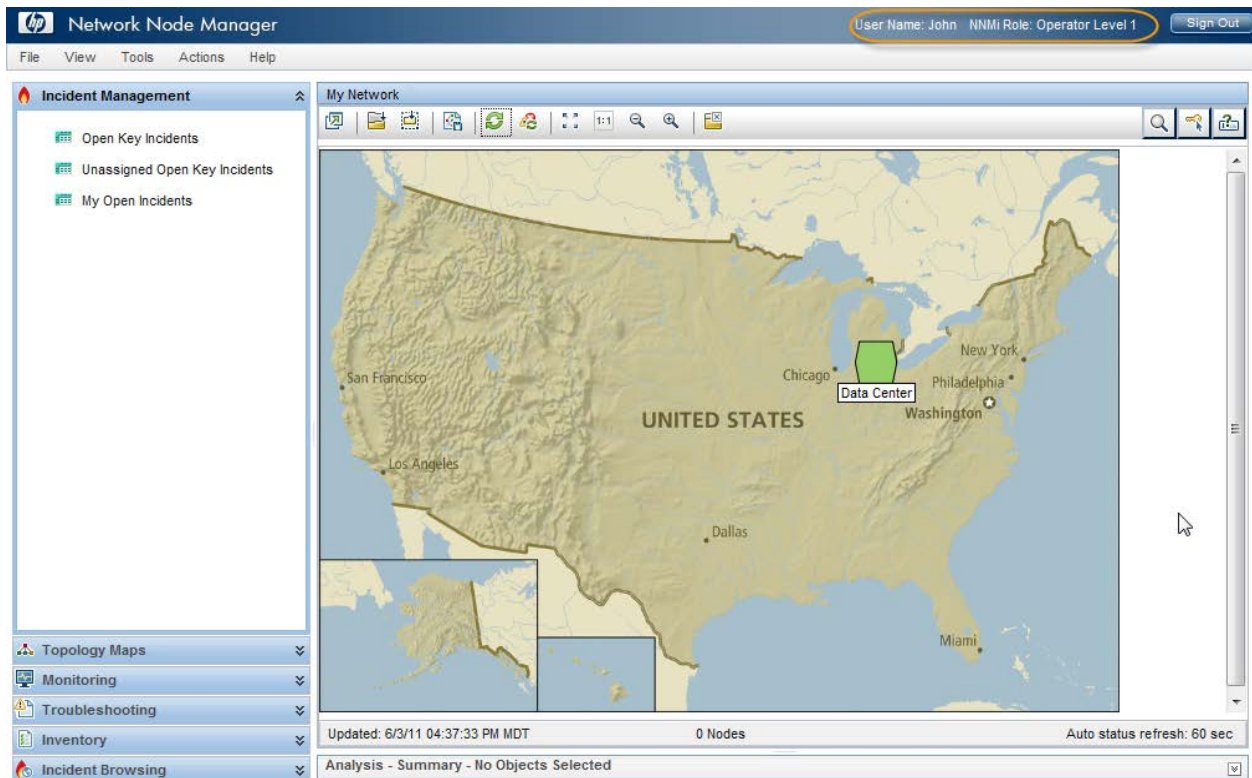 hp Network Node Manager
User Name: John NNMi Role: Operator Level 1
Sign Out
File View Tools Actions Help
Incident Management
Open Key Incidents
Unassigned Open Key Incidents
My Open Incidents
Topology Maps
Monitoring
Troubleshooting
Inventory
Incident Browsing
My Network
1:1
San Francisco
Los Angeles
UNITED STATES
Dallas
Chicago
Data Center
New York
Philadelphia
Washington
Miami
Updated: 6/3/11 04:37:33 PM MDT
0 Nodes
Auto status refresh: 60 sec
Analysis - Summary - No Objects Selected